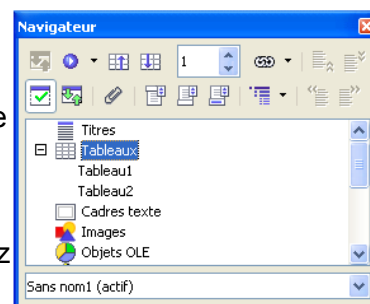 Navigateur
1
e
Titres
Tableaux
Tableau1
Tableau2
Cadres texte
Images
z
Objets OLE
Sans nom1 (actif)